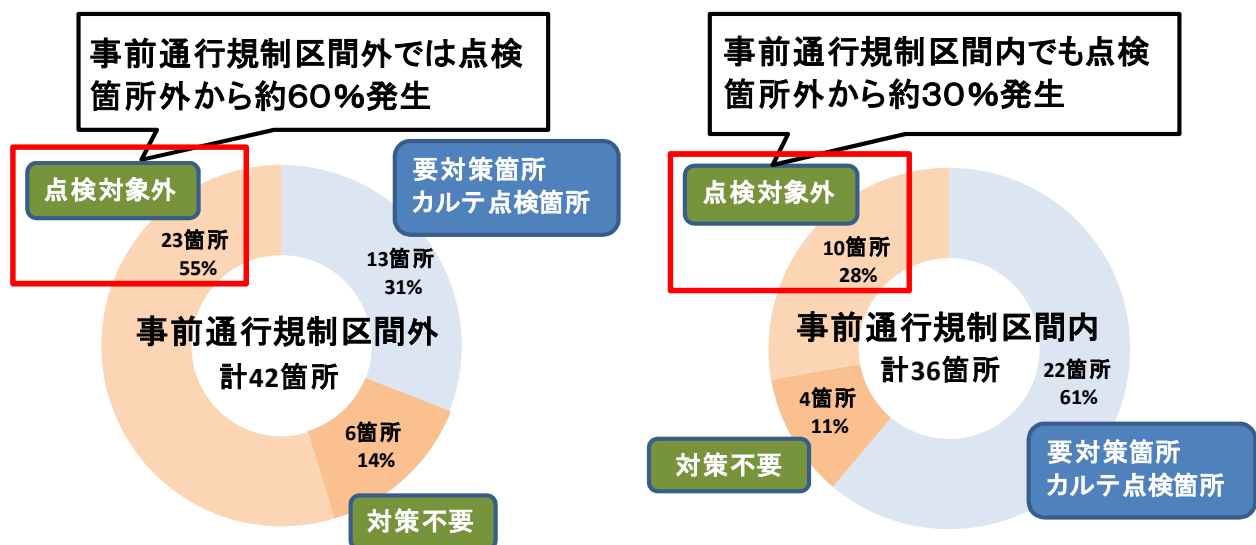 事前通行規制区間外では点検
箇所外から約60%発生
点検対象外
要対策箇所
カルテ点検箇所
23箇所
55%
13箇所
31%
事前通行規制区間外
計42箇所
6箇所
14%
対策不要
事前通行規制区間内でも点検
箇所外から約30%発生
点検対象外
10箇所
28%
事前通行規制区間内
計36箇所
22箇所
61%
4箇所
11%
対策不要
要対策箇所
カルテ点検箇所